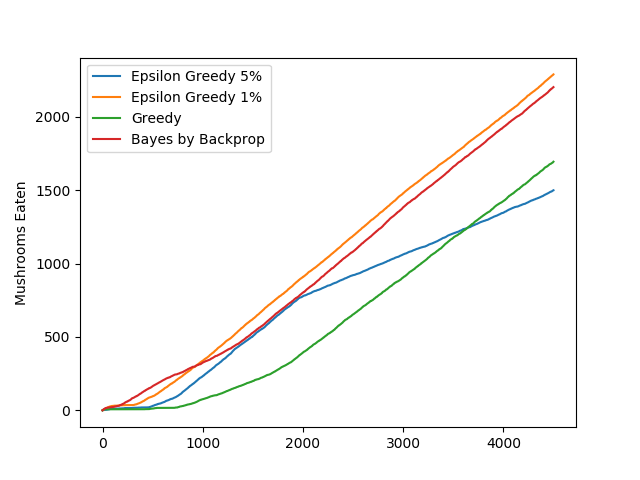 Epsilon Greedy 5%
Epsilon Greedy 1%
Greedy
Bayes by Backprop
Mushrooms Eaten
2000
1500
1000
500
0
0 1000 2000 3000 4000